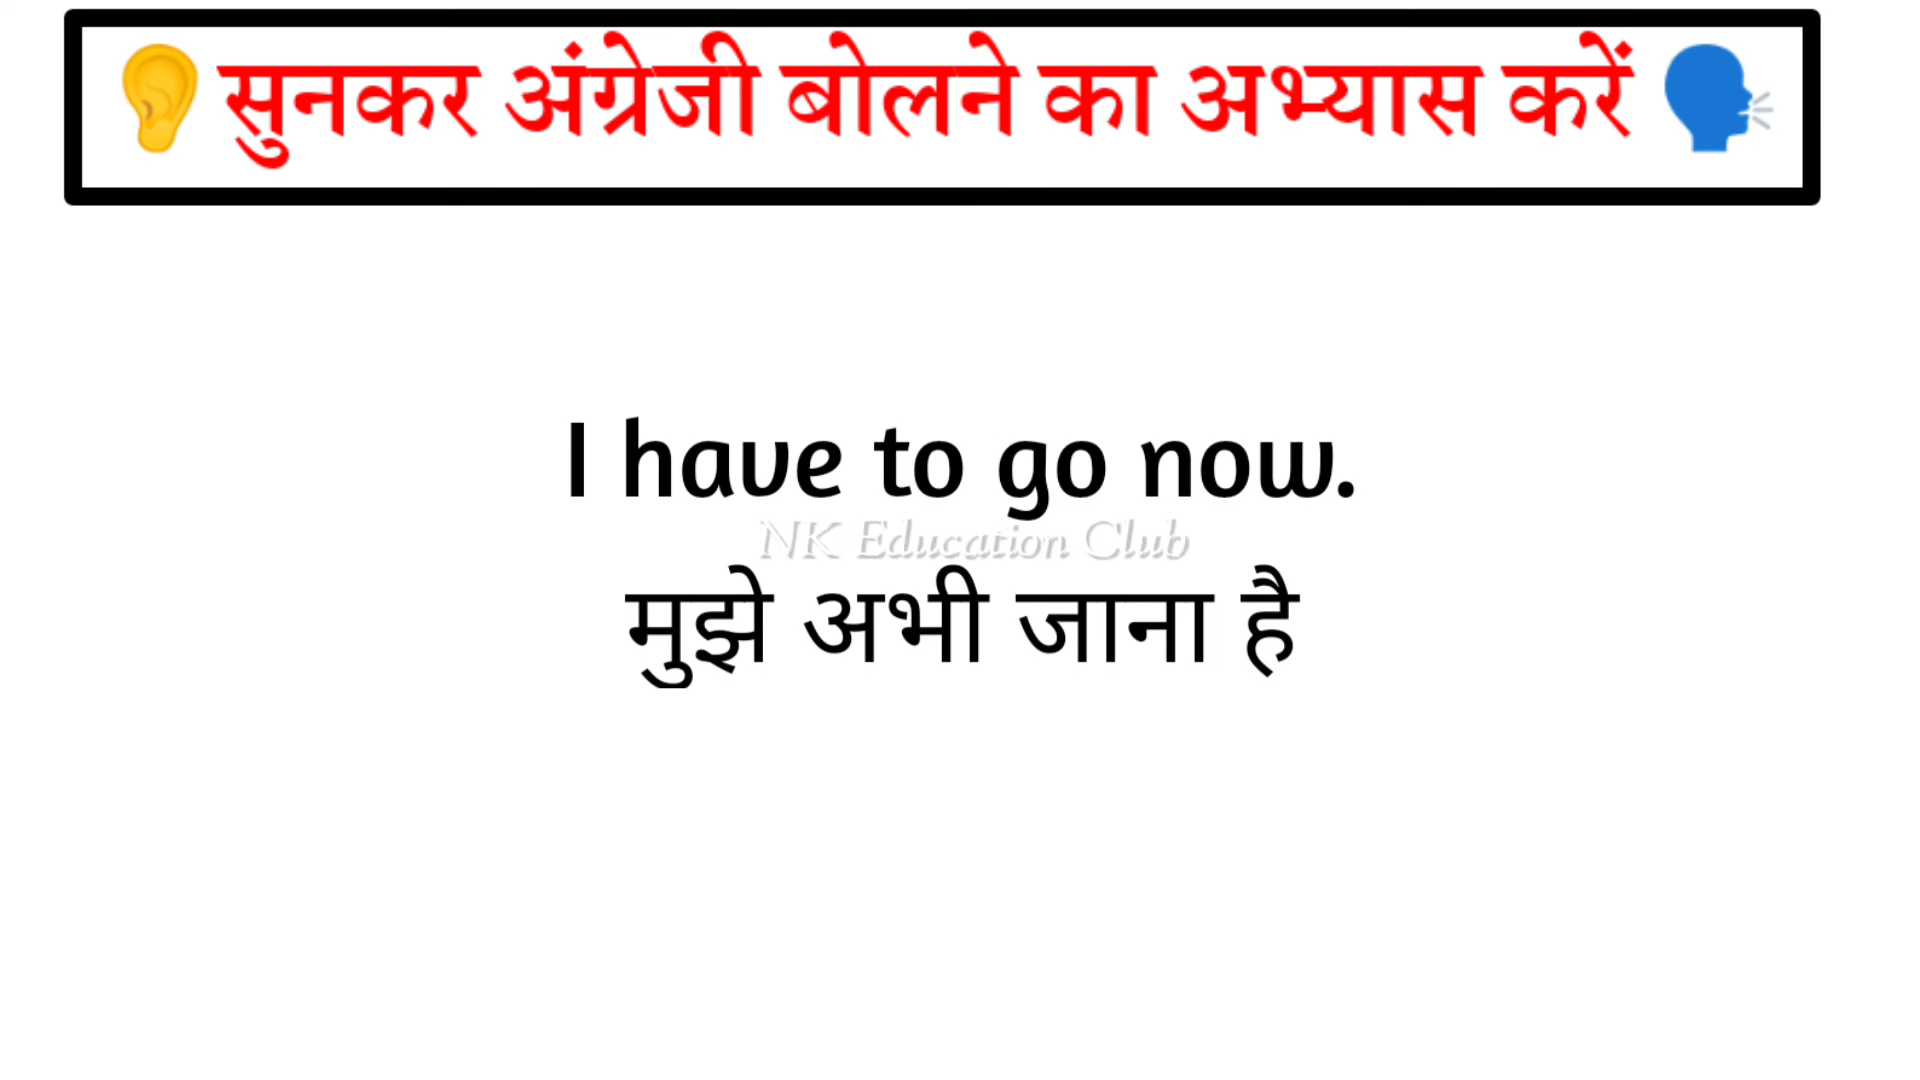 👂सुनकर अंग्रेजी बोलने का अभ्यास करें 🗣
I have to go now.
NK Education Club
मुझे अभी जाना है